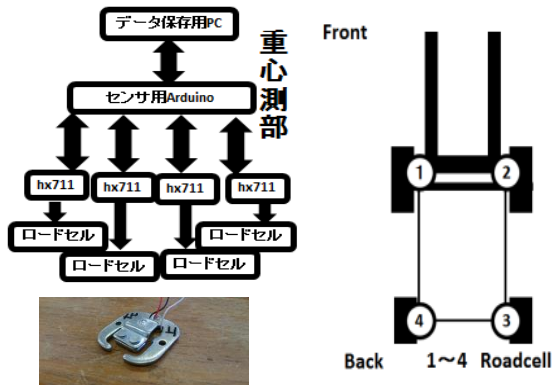 データ保存用PC
センサ用Arduino
重心測部
hx711
hx711
hx711
hx711
ロードセル
ロードセル
ロードセル
ロードセル
Front
1
2
4
3
Back
1～4
Roadcell